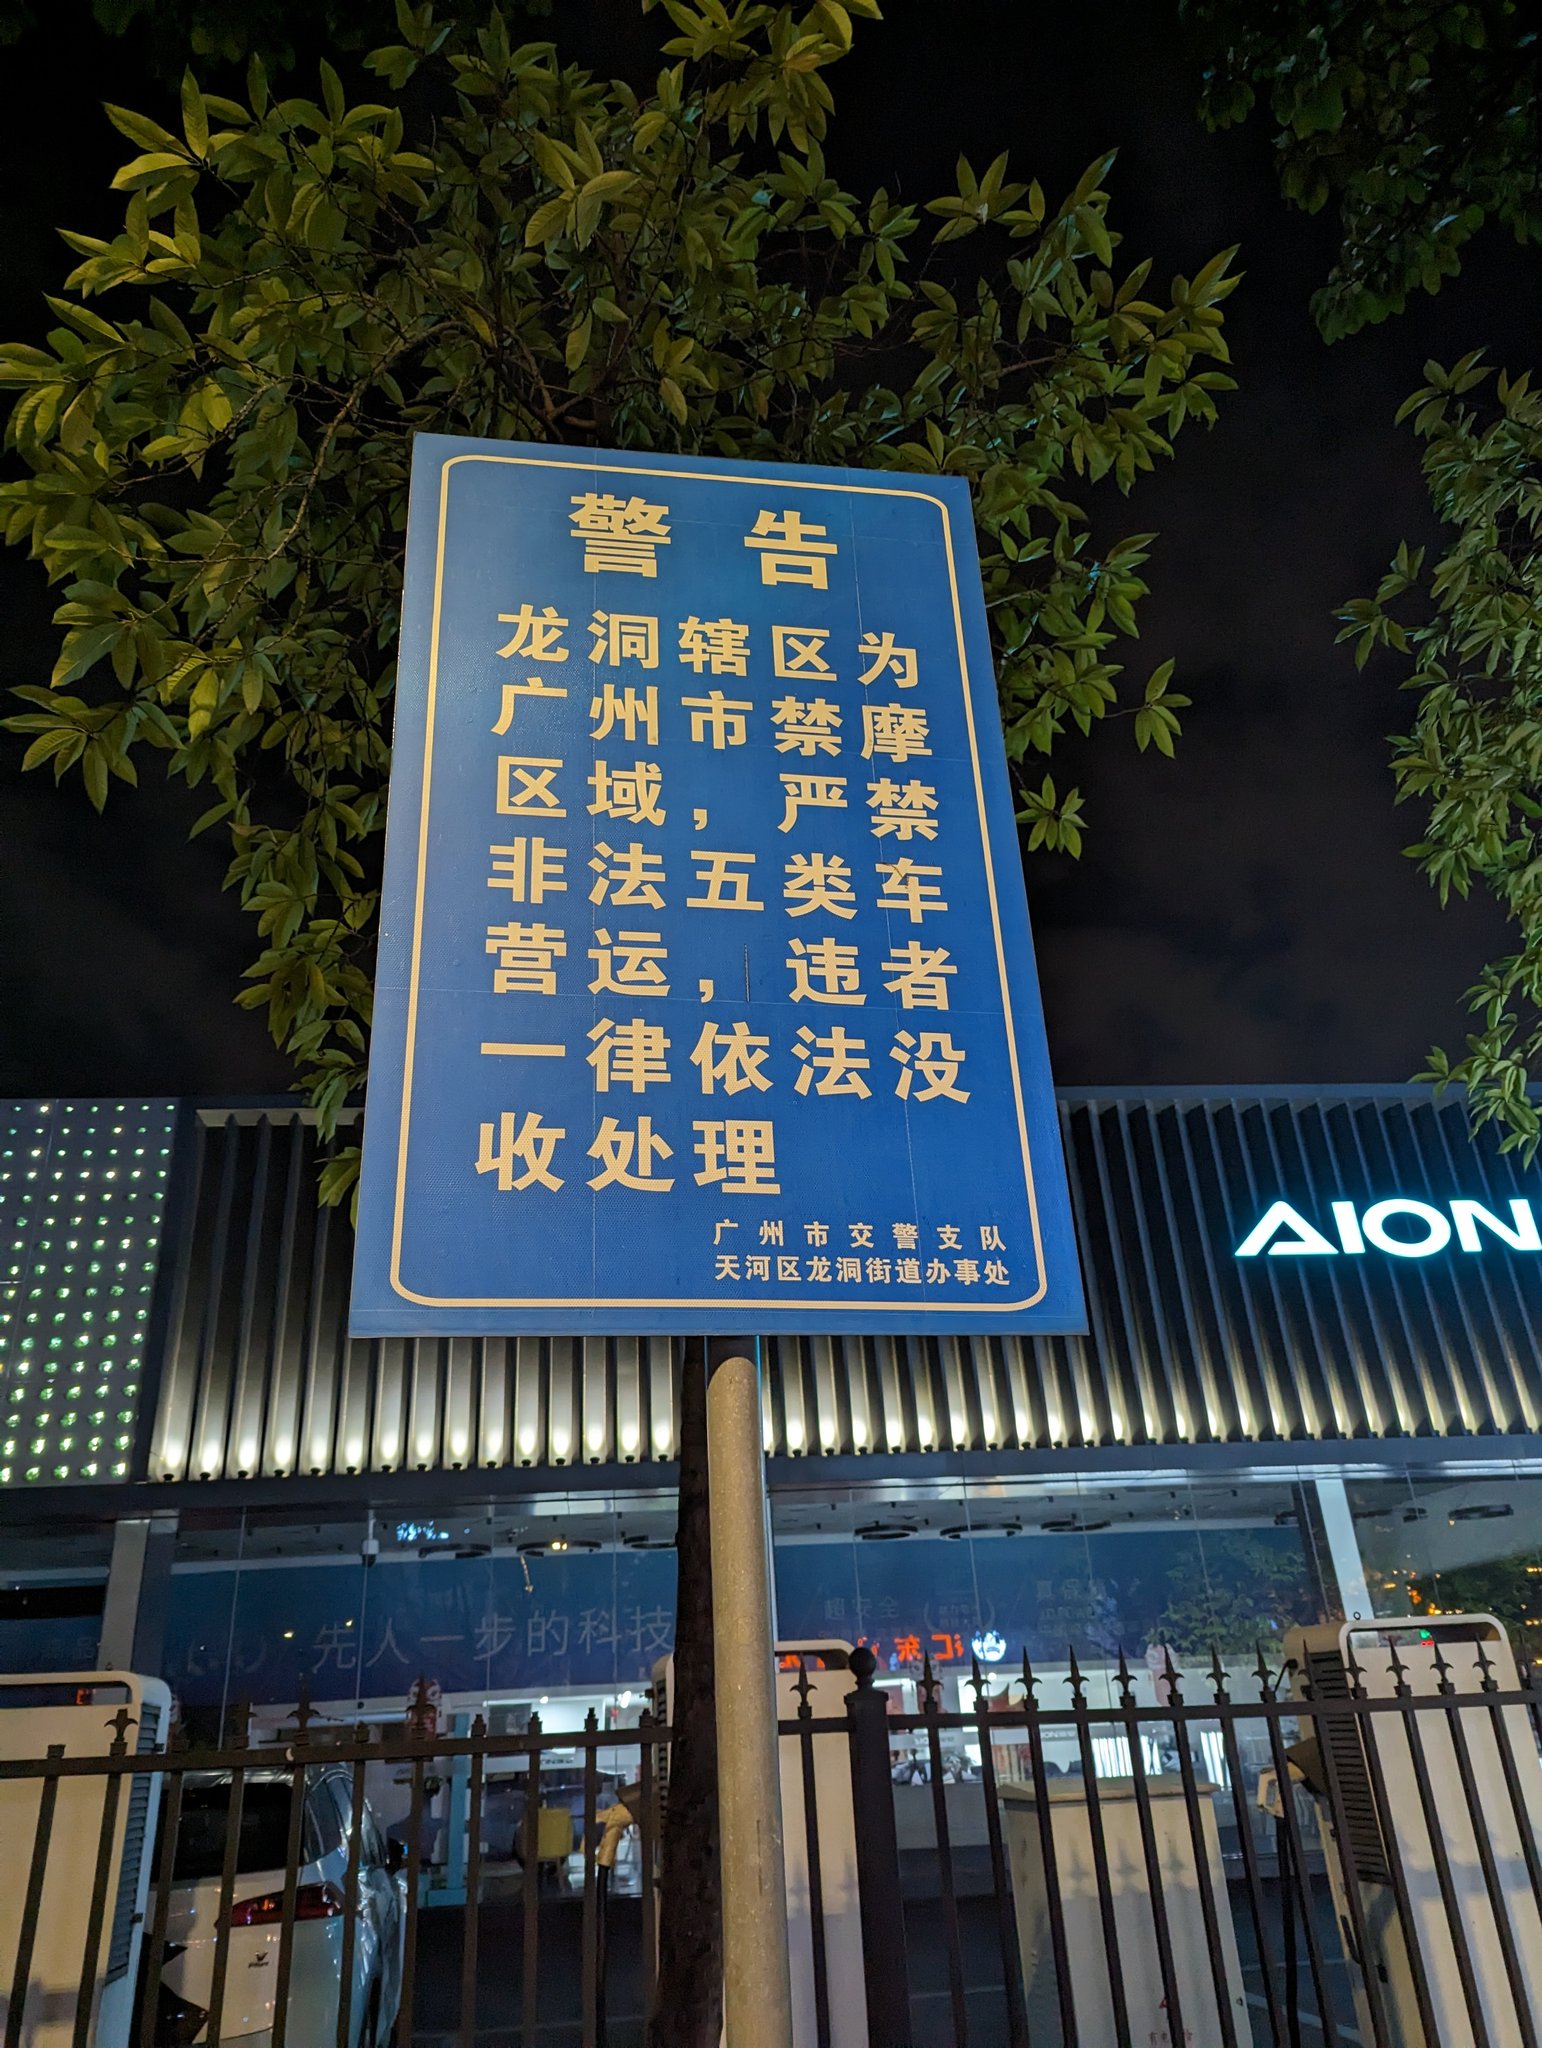 警告
龙洞辖区为
广州市禁摩
区域，严禁
非法五类车
营运，违者
一律依法没
收处理
广州市交警支队
天河区龙洞街道办事处
AION
先人一步的科技
超安全